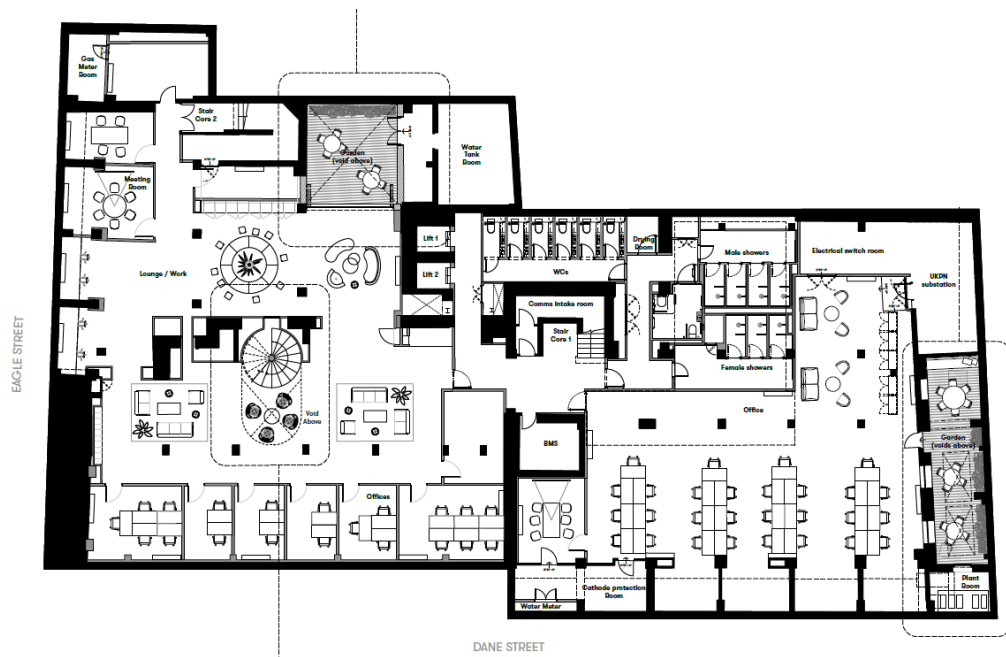 Gas
Meter
Room
Stair
Core 2
Garden
(void above)
Water
Tank
Room
Meeting
Room
Lift 1
Lift 2
WCs
Drying
Room
Male showers
Electrical switch room
UKPN
substation
Lounge / Work
Comms Intake room
Stair
Core 1
Female showers
EAGLE STREET
Void
Above
Office
BMS
Garden
(voids above)
Offices
Cathode protection
Room
Water Meter
Plant
Room
DANE STREET